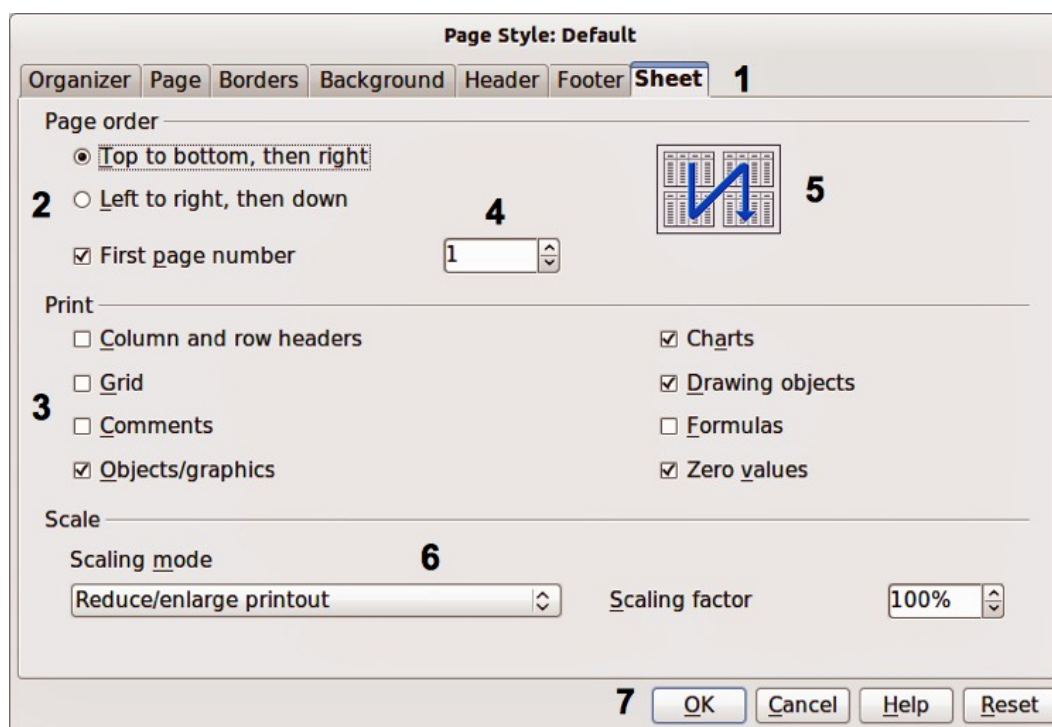 Page Style: Default
Organizer Page Borders Background Header Footer Sheet 1
Page order
Top to bottom, then right
2 Left to right, then down 4 5
First page number 1
Print
Column and row headers Charts
Grid Drawing objects
3 Comments Formulas
Objects/graphics Zero values
Scale
Scaling mode 6
Reduce/enlarge printout Scaling factor 100%
7 OK Cancel Help Reset